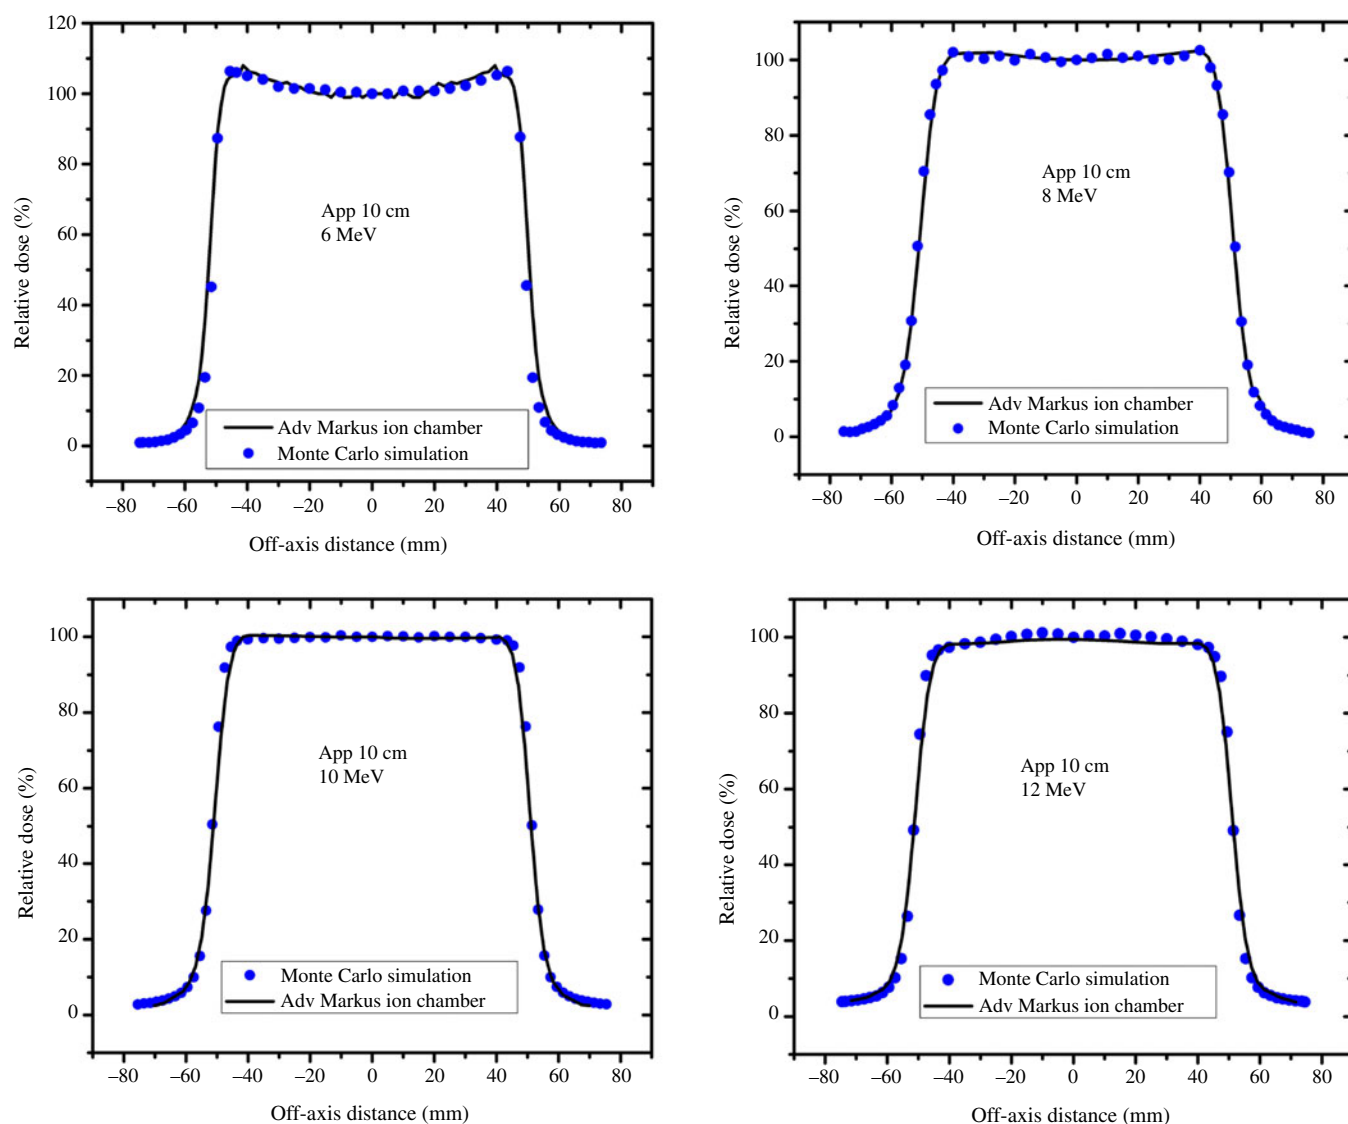 120
100
80
60
40
20
0
Relative dose (%)
App 10 cm
6 MeV
Adv Markus ion chamber
Monte Carlo simulation
–80 –60 –40 –20 0 20 40 60 80
Off-axis distance (mm)
100
80
60
40
20
0
Relative dose (%)
App 10 cm
8 MeV
Adv Markus ion chamber
Monte Carlo simulation
–80 –60 –40 –20 0 20 40 60 80
Off-axis distance (mm)
100
80
60
40
20
0
Relative dose (%)
App 10 cm
10 MeV
Monte Carlo simulation
Adv Markus ion chamber
–80 –60 –40 –20 0 20 40 60 80
Off-axis distance (mm)
100
80
60
40
20
0
Relative dose (%)
App 10 cm
12 MeV
Monte Carlo simulation
Adv Markus ion chamber
–80 –60 –40 –20 0 20 40 60 80
Off-axis distance (mm)